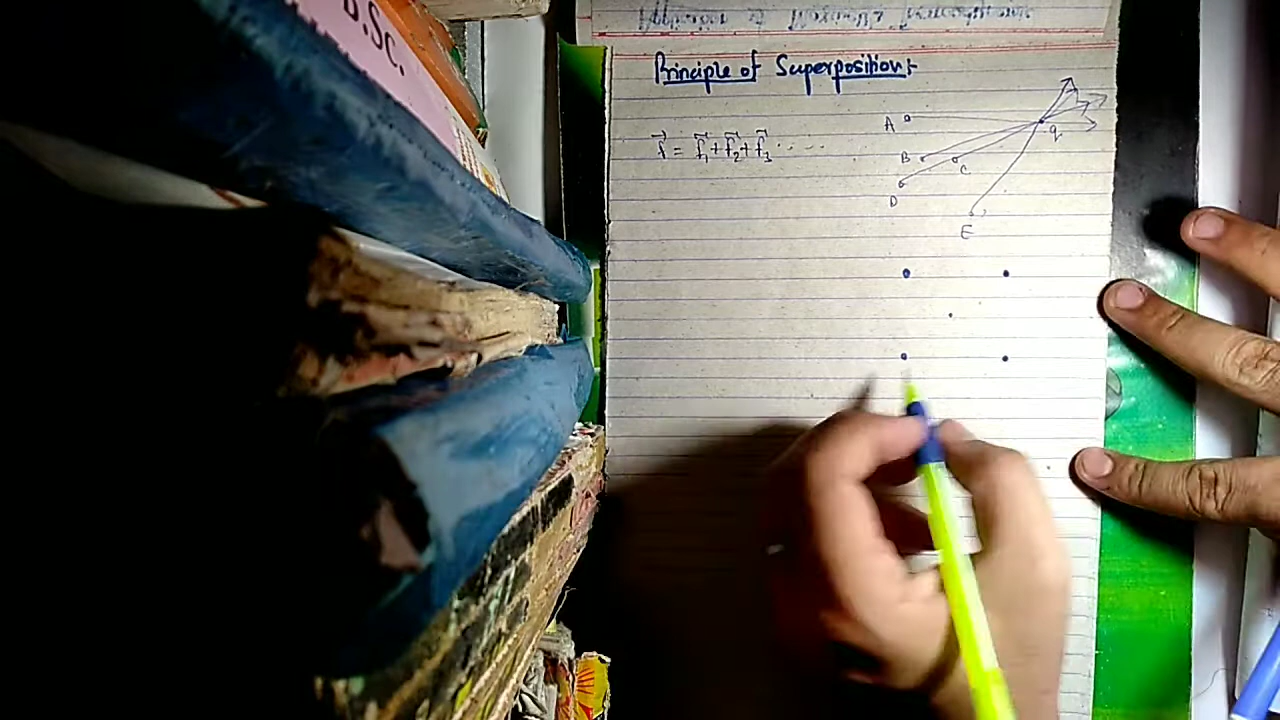 B.Sc.
Principle of Superposition:-
A
q
f⃗ = f⃗₁ + f⃗₂ + f⃗₃ .....
B
C
D
E